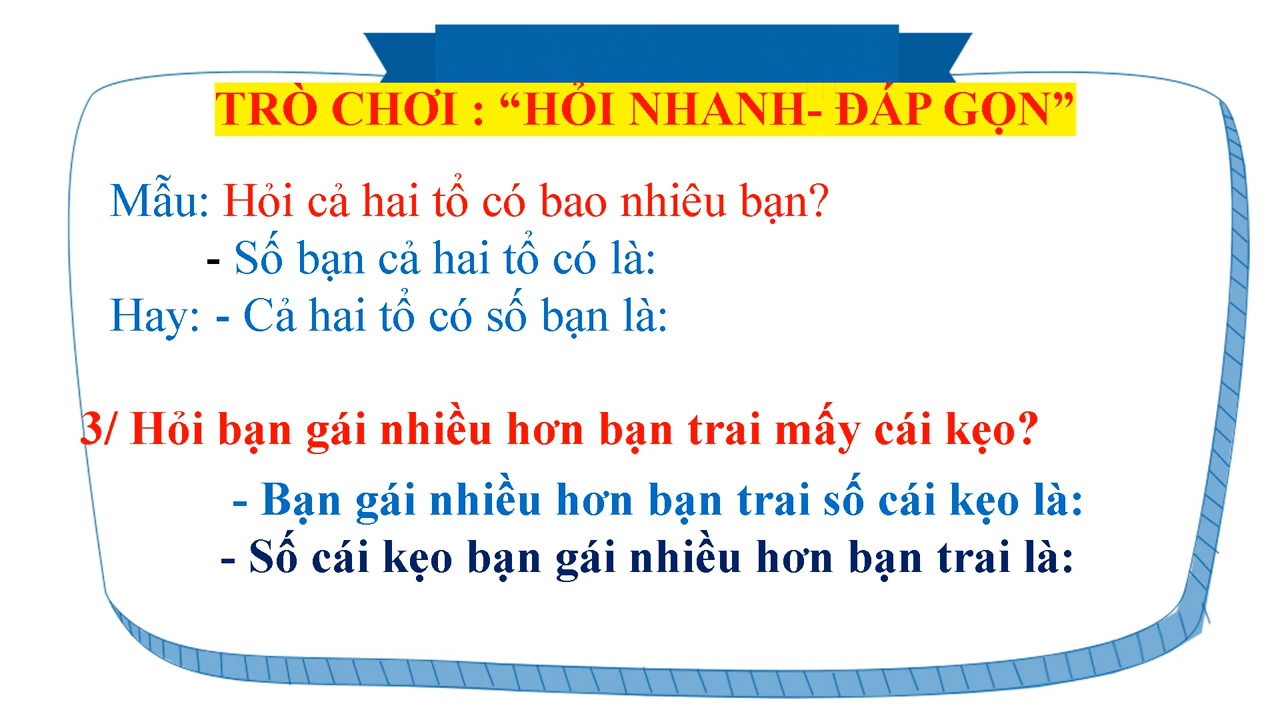 TRÒ CHƠI : “HỎI NHANH- ĐÁP GỌN”
Mẫu: Hỏi cả hai tổ có bao nhiêu bạn?
- Số bạn cả hai tổ có là:
Hay: - Cả hai tổ có số bạn là:
3/ Hỏi bạn gái nhiều hơn bạn trai mấy cái kẹo?
- Bạn gái nhiều hơn bạn trai số cái kẹo là:
- Số cái kẹo bạn gái nhiều hơn bạn trai là: